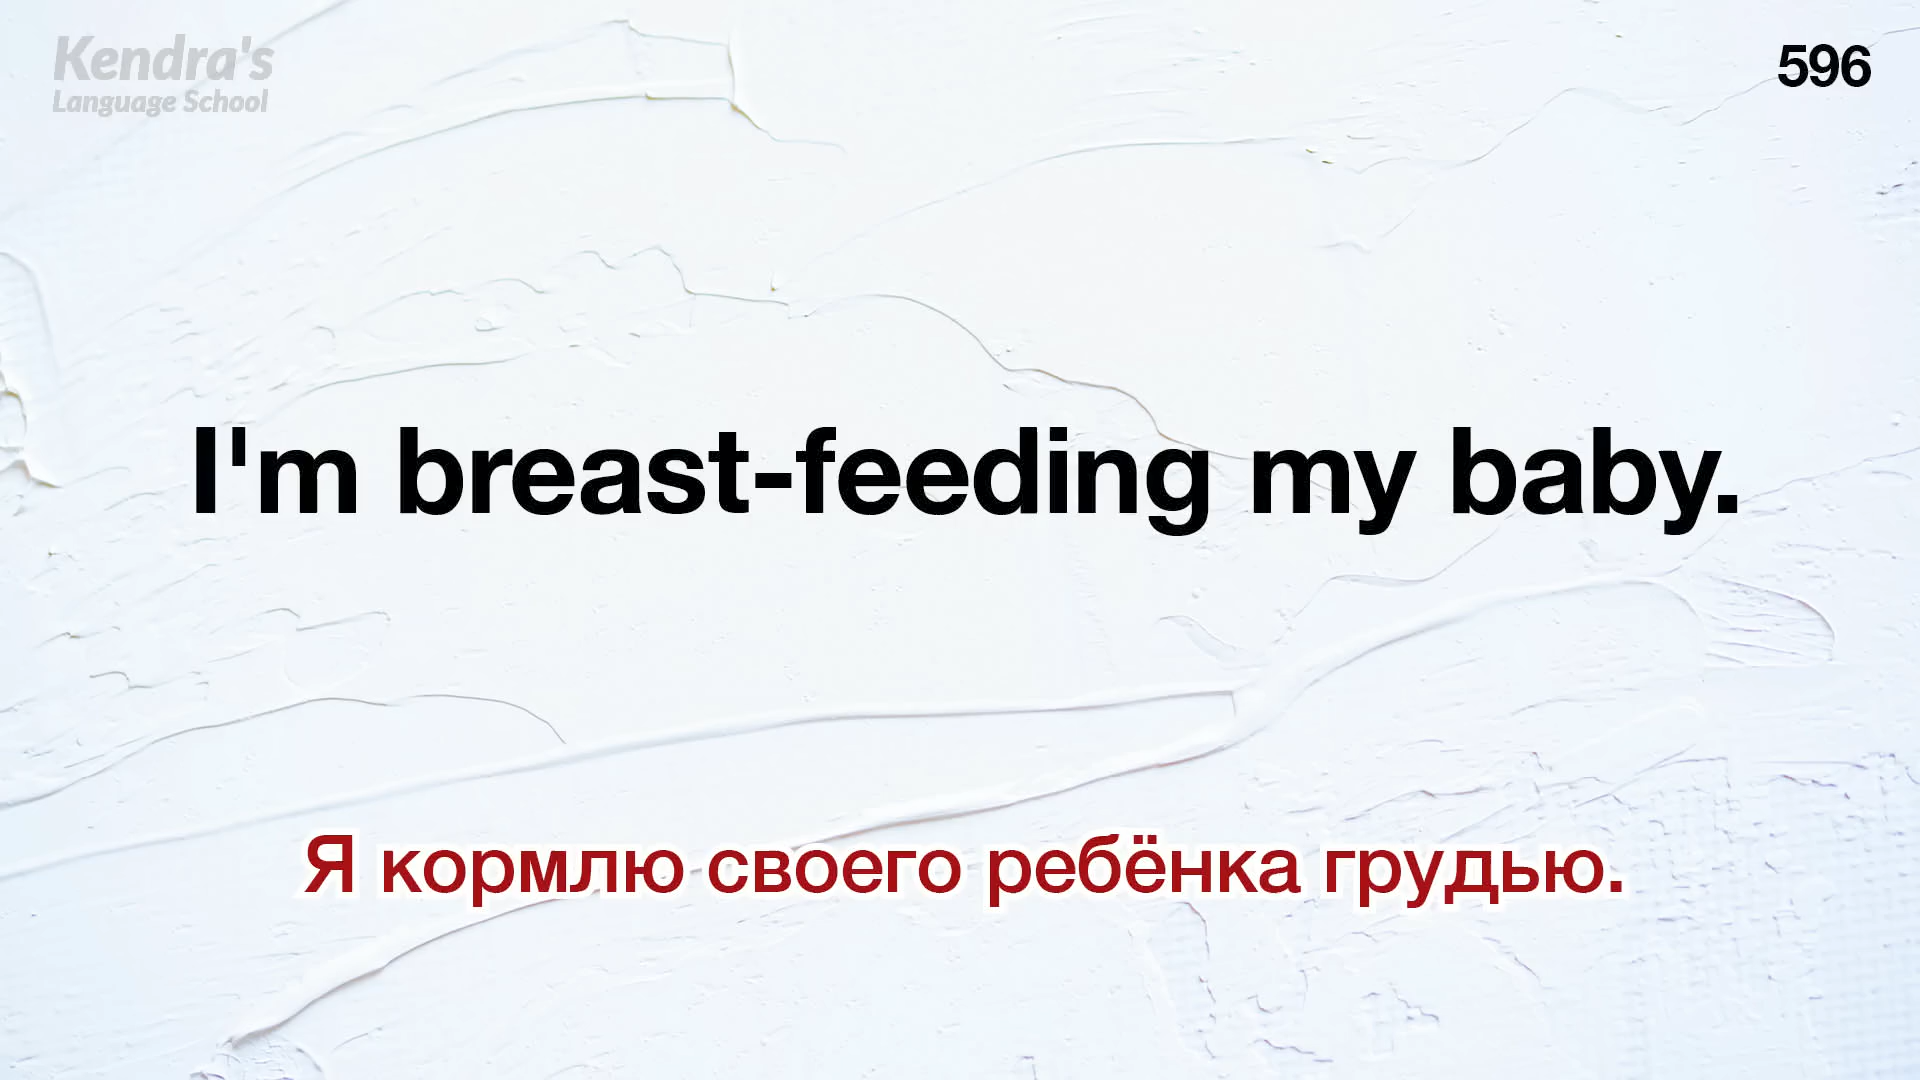 Kendra's
Language School
596
I'm breast-feeding my baby.
Я кормлю своего ребёнка грудью.